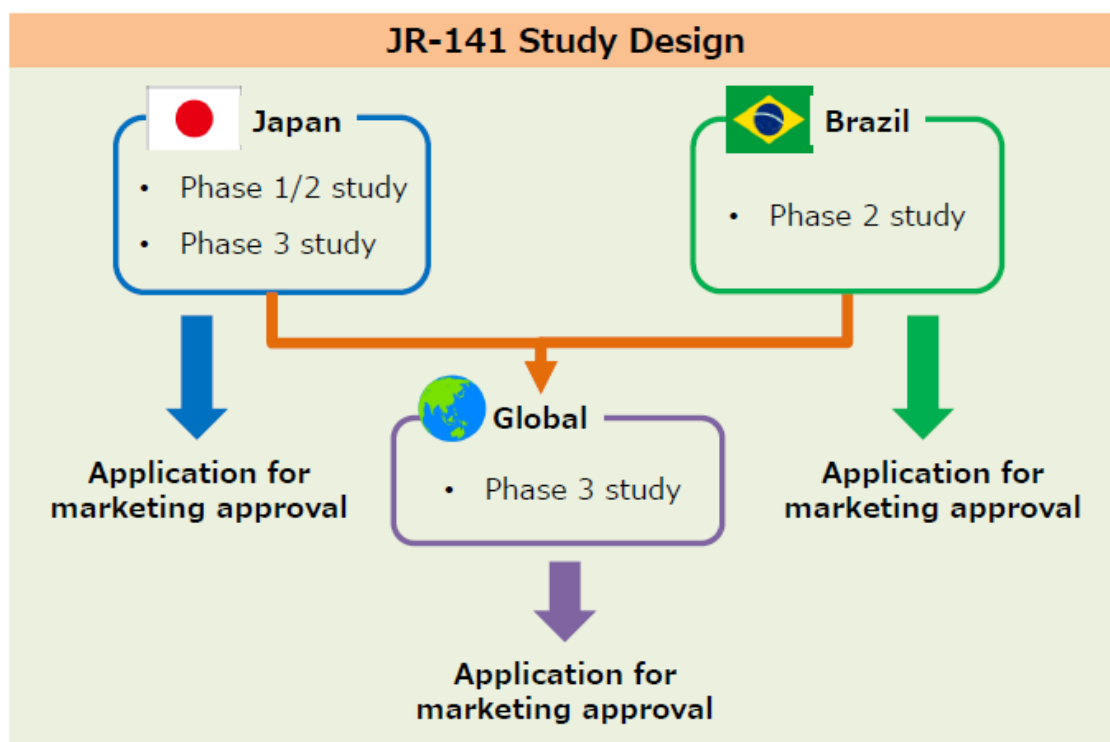 JR-141 Study Design
Japan
• Phase 1/2 study
• Phase 3 study
Brazil
• Phase 2 study
Global
• Phase 3 study
Application for
marketing approval
Application for
marketing approval
Application for
marketing approval